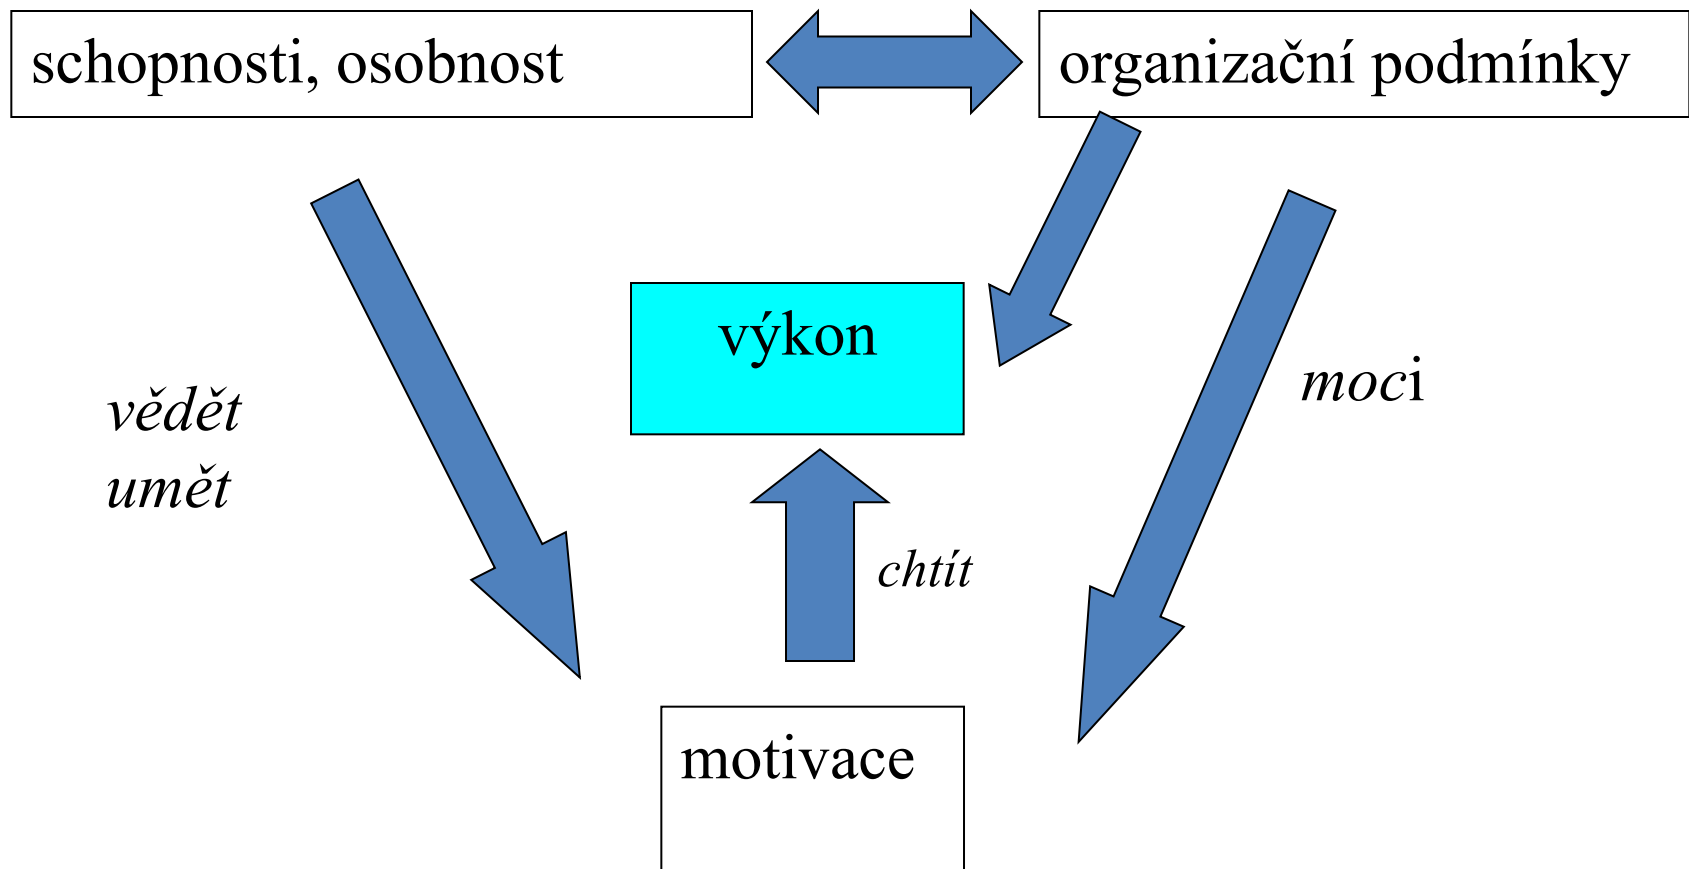 schopnosti, osobnost
organizační podmínky
výkon
moci
vědět
umět
chtít
motivace